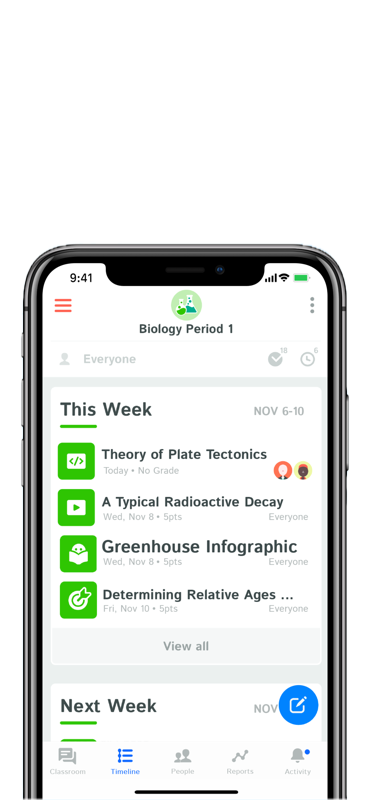 9:41
Biology Period 1
Everyone
18
6
This Week
NOV 6-10
Theory of Plate Tectonics
Today • No Grade
A Typical Radioactive Decay
Wed, Nov 8 • 5pts
Everyone
Greenhouse Infographic
Wed, Nov 8 • 5pts
Everyone
Determining Relative Ages ...
Fri, Nov 10 • 5pts
Everyone
View all
Next Week
NOV
Classroom
Timeline
People
Reports
Activity